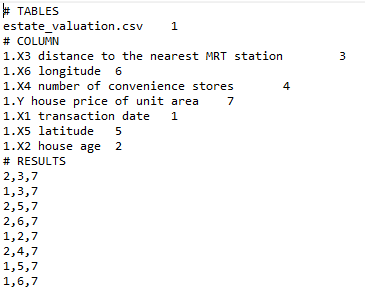 # TABLES
estate_valuation.csv	1
# COLUMN
1.X3 distance to the nearest MRT station	3
1.X6 longitude	6
1.X4 number of convenience stores	4
1.Y house price of unit area	7
1.X1 transaction date	1
1.X5 latitude	5
1.X2 house age	2
# RESULTS
2,3,7
1,3,7
2,5,7
2,6,7
1,2,7
2,4,7
1,5,7
1,6,7